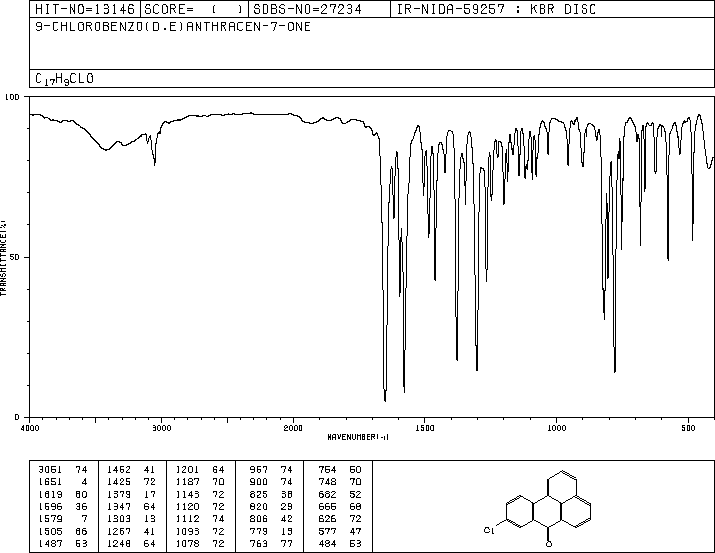 HIT-NO=13146 SCORE= ( ) SDBS-NO=27234 IR-NIDA-59257 : KBR DISC
9-CHLOROBENZO(D.E)ANTHRACEN-7-ONE
C17H9CLO
100
50
0
TRANSMITTANCE(%)
4000 3000 2000 1500 1000 500
WAVENUMBER(-1)
3061 74 1462 41 1201 64 967 74 754 50
1651 4 1425 72 1187 70 900 74 748 70
1619 60 1379 17 1143 72 825 38 682 52
1596 36 1347 64 1120 72 820 29 666 68
1579 7 1303 13 1112 74 806 42 626 72
1505 66 1267 41 1093 72 779 13 577 47
1487 53 1248 64 1078 72 763 77 484 53
Cl
O